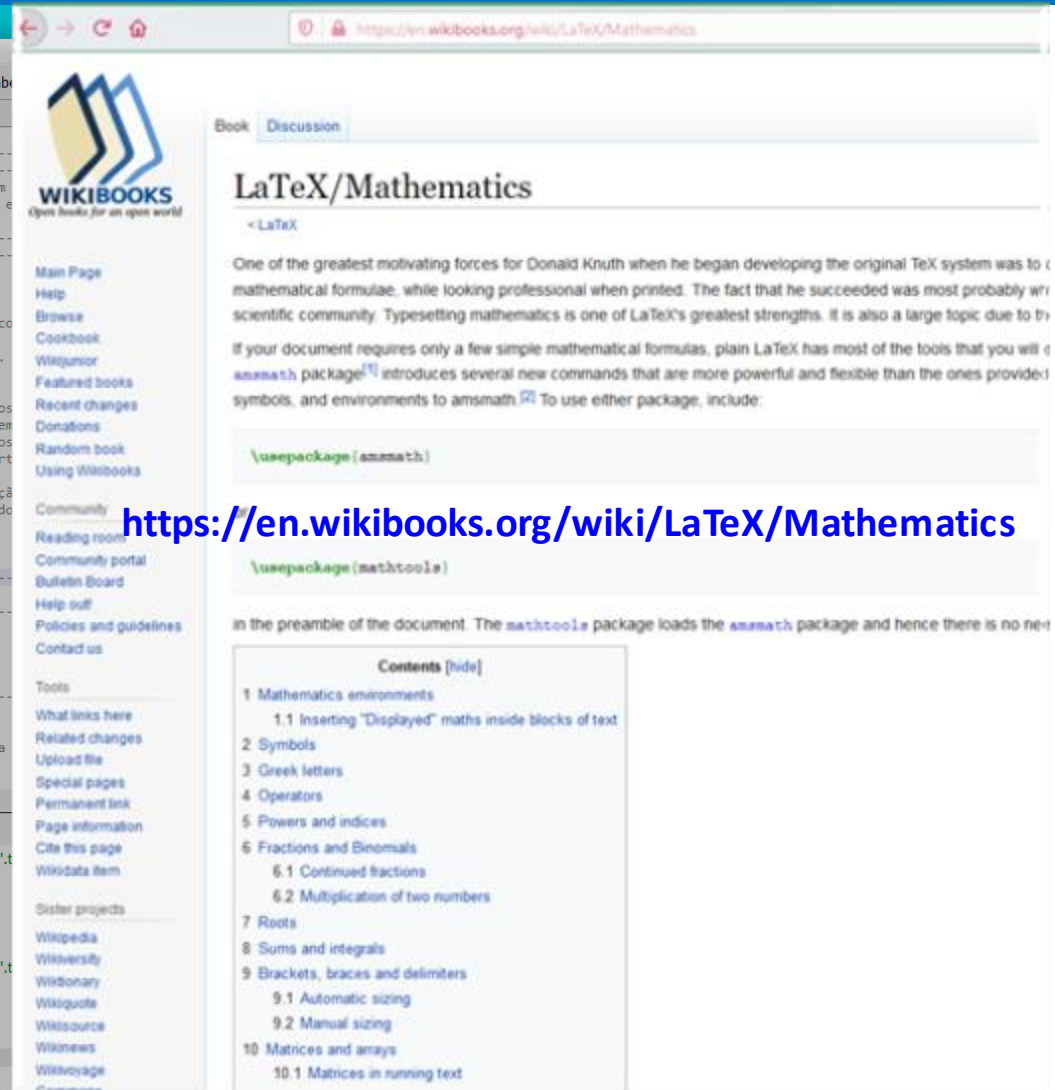 https://en.wikibooks.org/wiki/LaTeX/Mathematics
WIKIBOOKS
Open books for an open world
Book Discussion
LaTeX/Mathematics
< LaTeX
One of the greatest motivating forces for Donald Knuth when he began developing the original TeX system was to
mathematical formulae, while looking professional when printed. The fact that he succeeded was most probably
scientific community. Typesetting mathematics is one of LaTeX's greatest strengths. It is also a large topic due to
If your document requires only a few simple mathematical formulas, plain LaTeX has most of the tools that you will
amsmath package[1] introduces several new commands that are more powerful and flexible than the ones provided
symbols, and environments to amsmath.[2] To use either package, include:
\usepackage{amsmath}
https://en.wikibooks.org/wiki/LaTeX/Mathematics
\usepackage{mathtools}
in the preamble of the document. The mathtools package loads the amsmath package and hence there is no
Contents [hide]
1 Mathematics environments
1.1 Inserting "Displayed" maths inside blocks of text
2 Symbols
3 Greek letters
4 Operators
5 Powers and indices
6 Fractions and Binomials
6.1 Continued fractions
6.2 Multiplication of two numbers
7 Roots
8 Sums and integrals
9 Brackets, braces and delimiters
9.1 Automatic sizing
9.2 Manual sizing
10 Matrices and arrays
10.1 Matrices in running text
Main Page
Help
Browse
Cookbook
Wikijunior
Featured books
Recent changes
Donations
Random book
Using Wikibooks
Community
Reading room
Community portal
Bulletin Board
Help out!
Policies and guidelines
Contact us
Tools
What links here
Related changes
Upload file
Special pages
Permanent link
Page information
Cite this page
Wikidata item
Sister projects
Wikipedia
Wikiversity
Wiktionary
Wikiquote
Wikisource
Wikinews
Wikivoyage